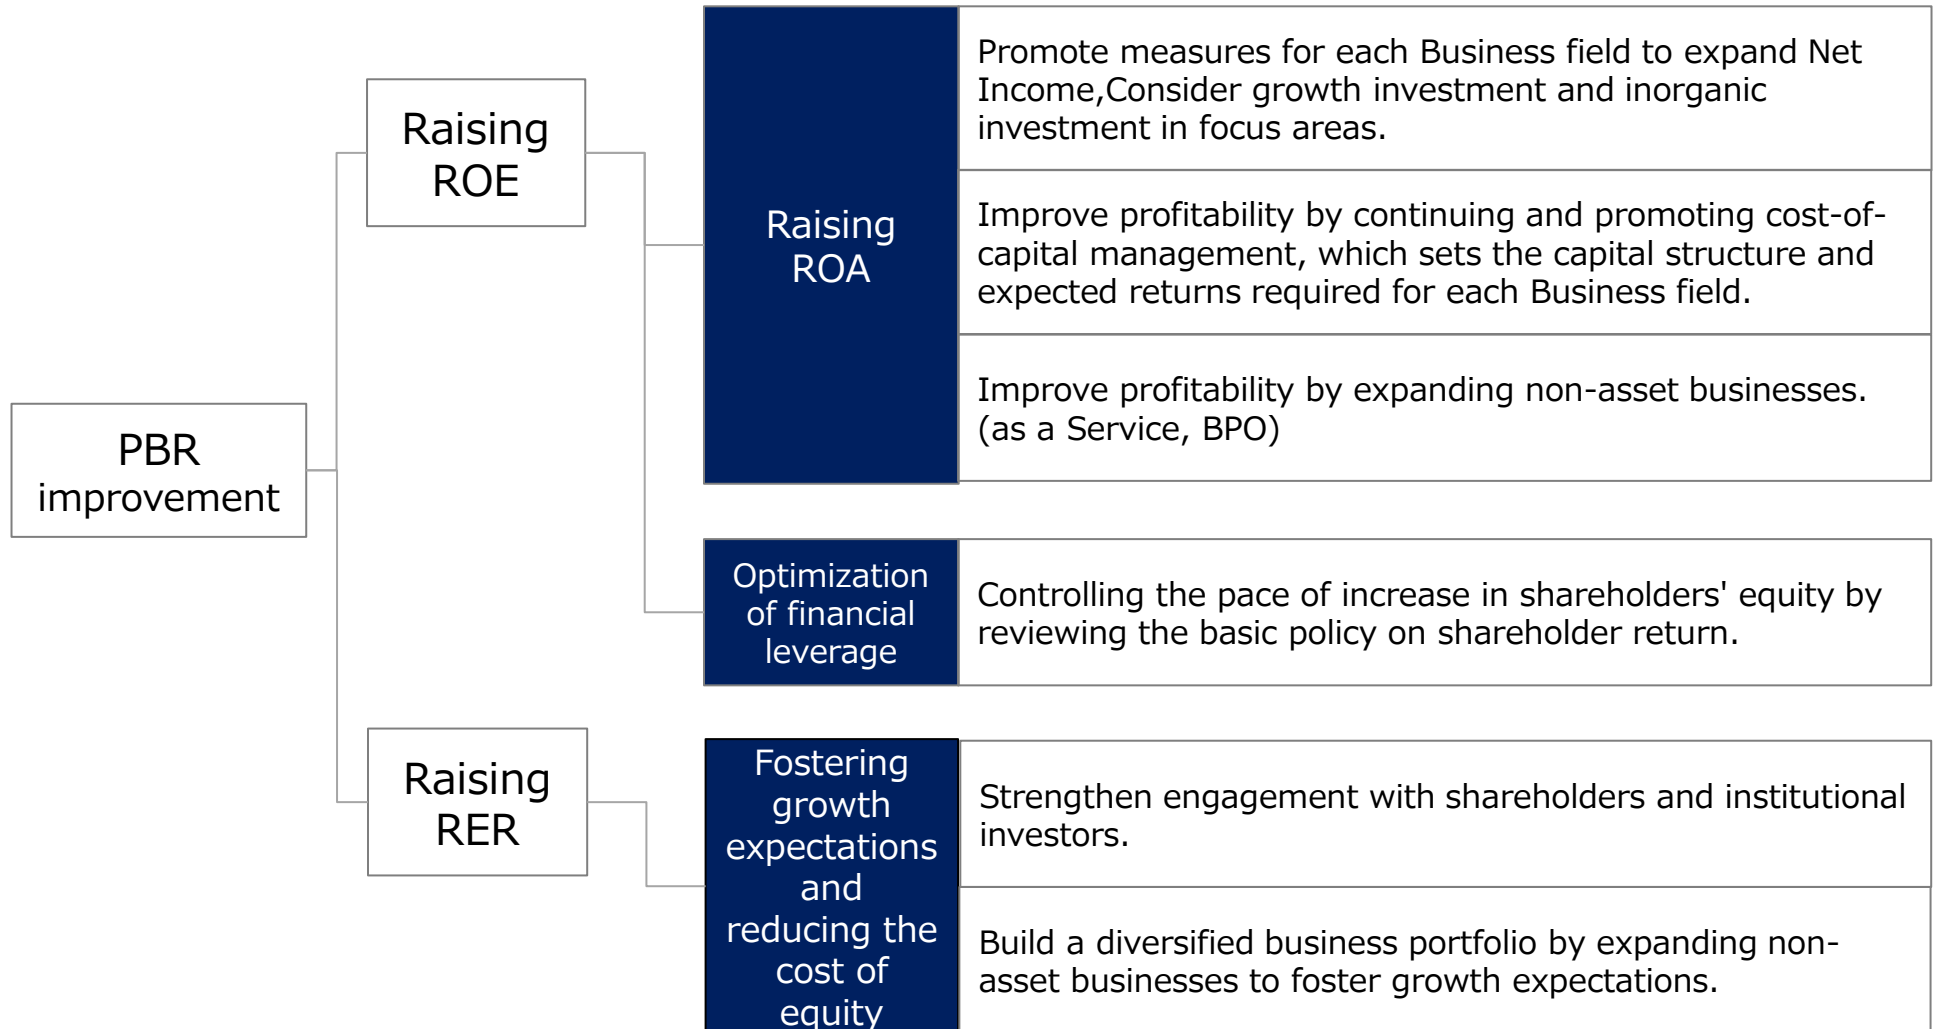 PBR
improvement
Raising
ROE
Raising
ROA
Promote measures for each Business field to expand Net
Income,Consider growth investment and inorganic
investment in focus areas.
Improve profitability by continuing and promoting cost-of-
capital management, which sets the capital structure and
expected returns required for each Business field.
Improve profitability by expanding non-asset businesses.
(as a Service, BPO)
Optimization
of financial
leverage
Controlling the pace of increase in shareholders' equity by
reviewing the basic policy on shareholder return.
Raising
RER
Fostering
growth
expectations
and
reducing the
cost of
equity
Strengthen engagement with shareholders and institutional
investors.
Build a diversified business portfolio by expanding non-
asset businesses to foster growth expectations.